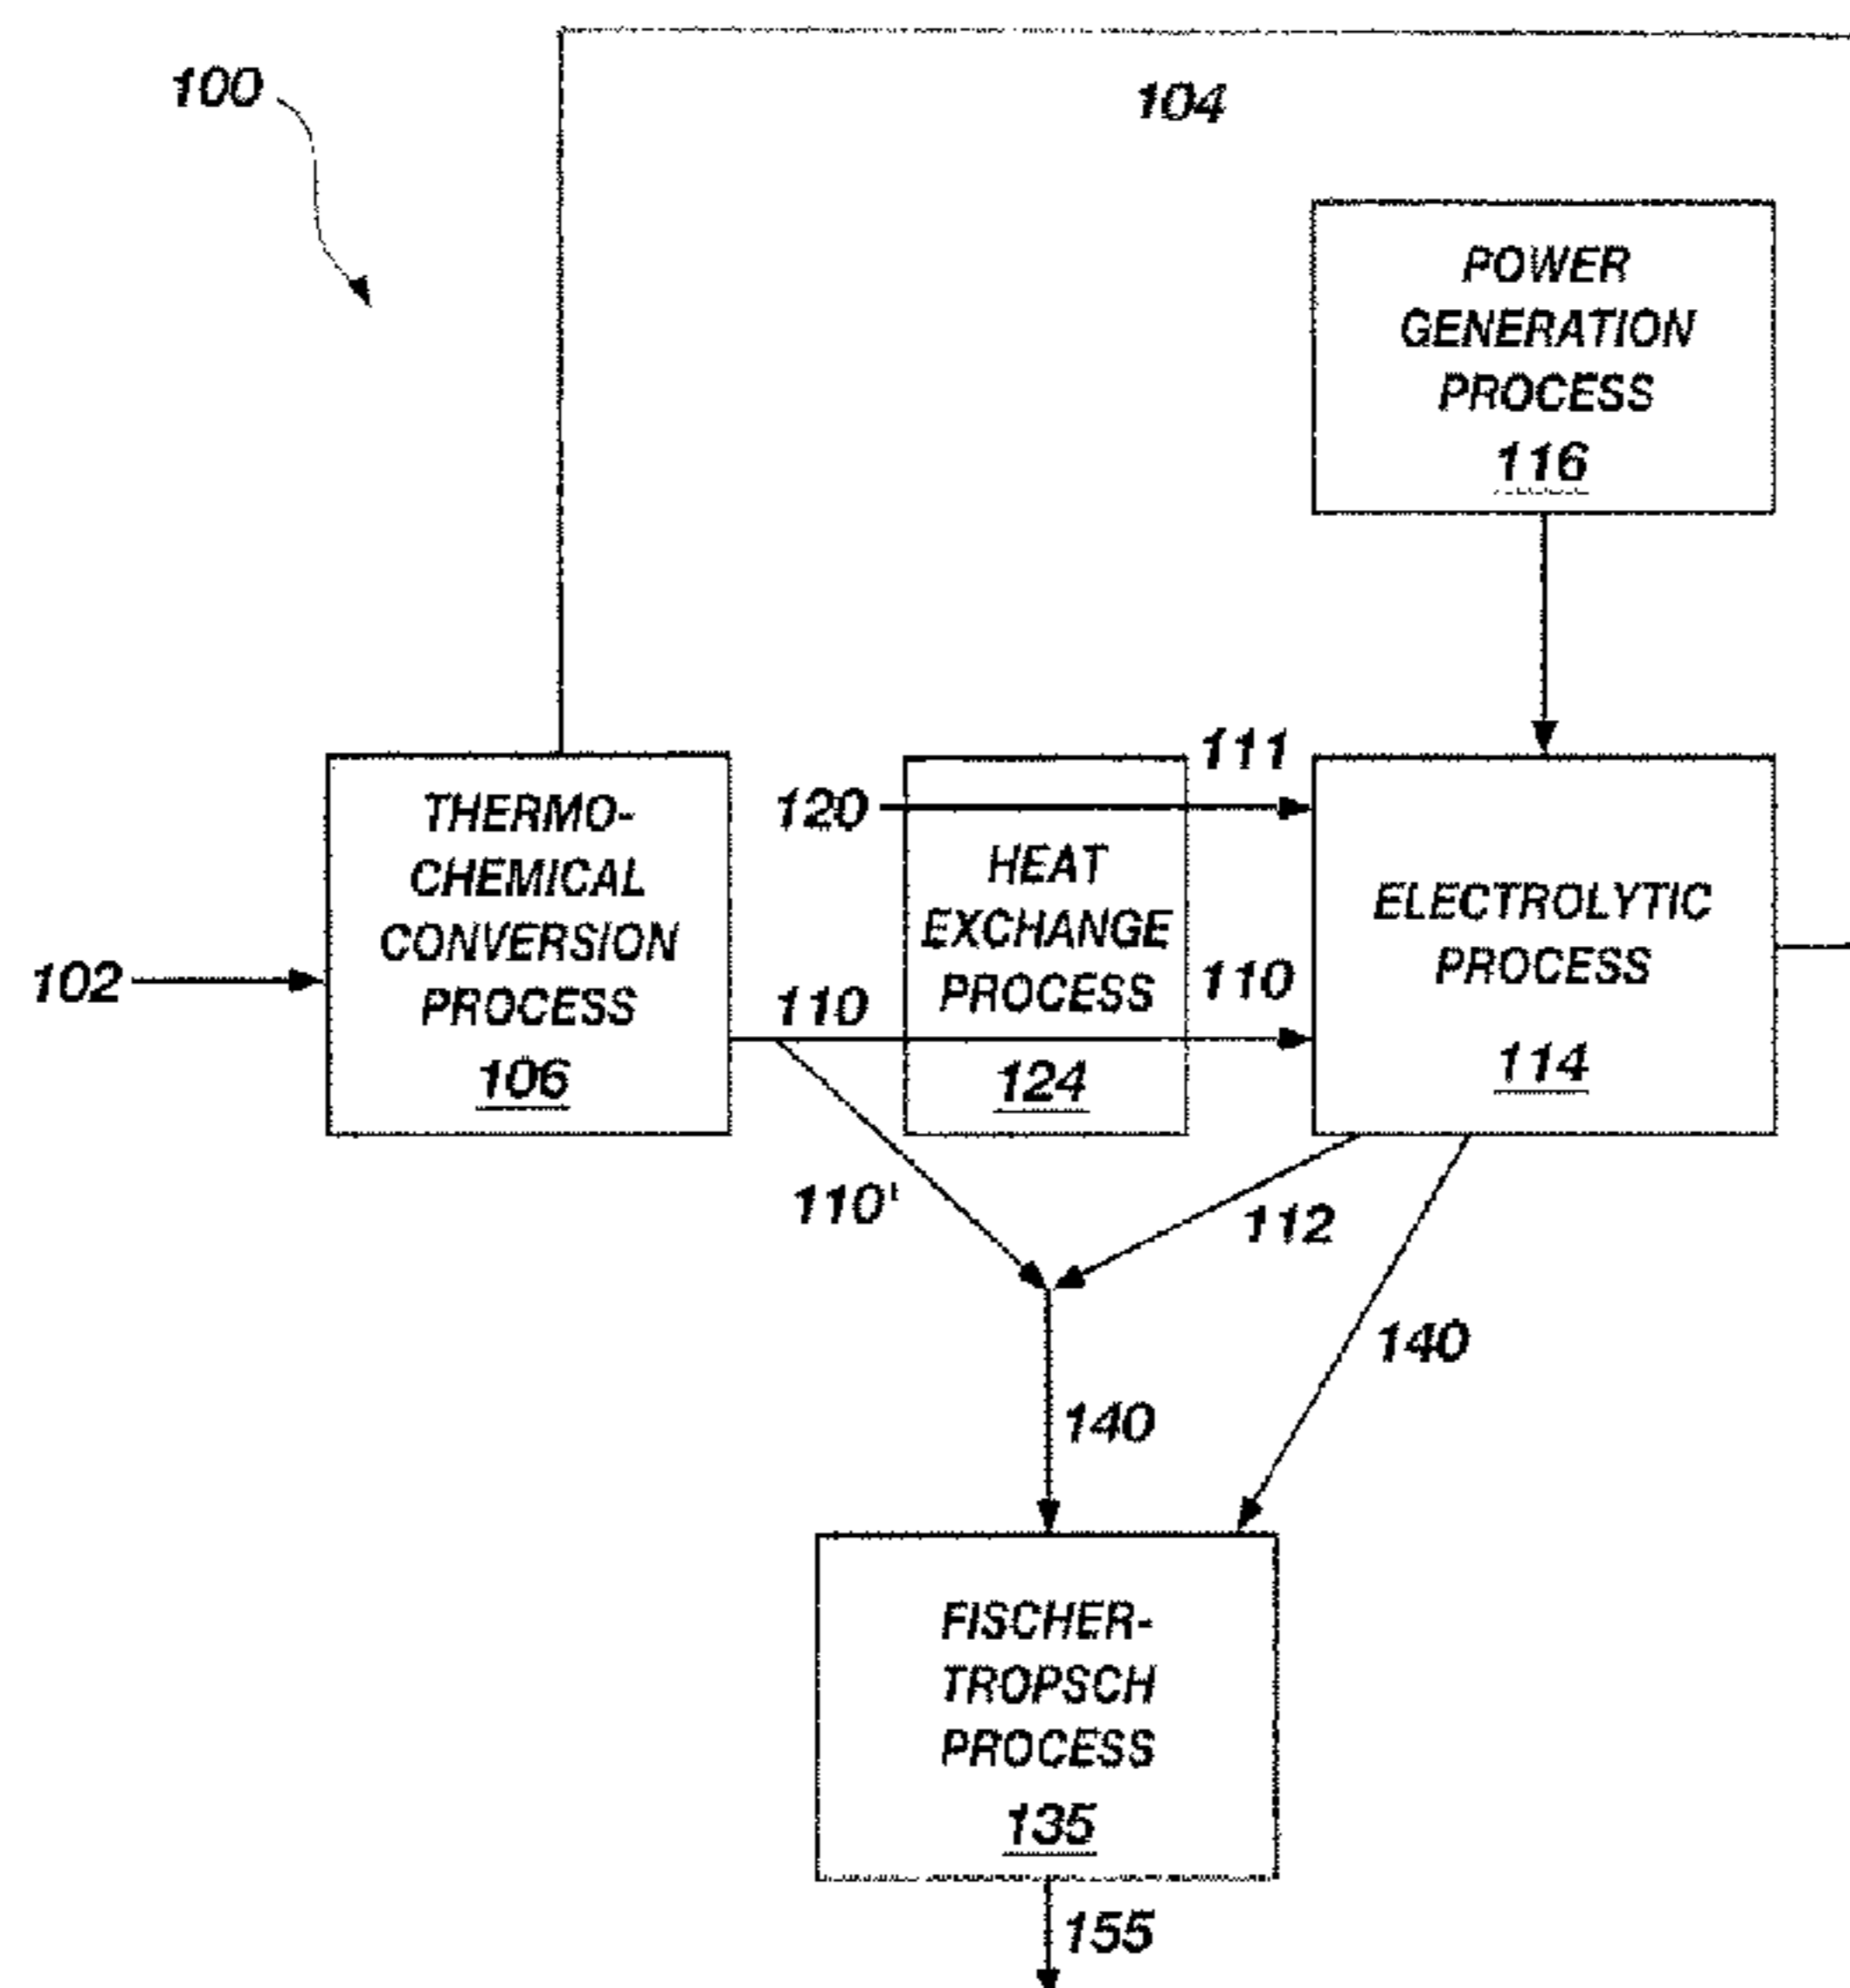 100
104
POWER
GENERATION
PROCESS
116
THERMO-
CHEMICAL
CONVERSION
PROCESS
106
102
120
111
HEAT
EXCHANGE
PROCESS
124
110
110
ELECTROLYTIC
PROCESS
114
110'
112
140
140
FISCHER-
TROPSCH
PROCESS
135
155